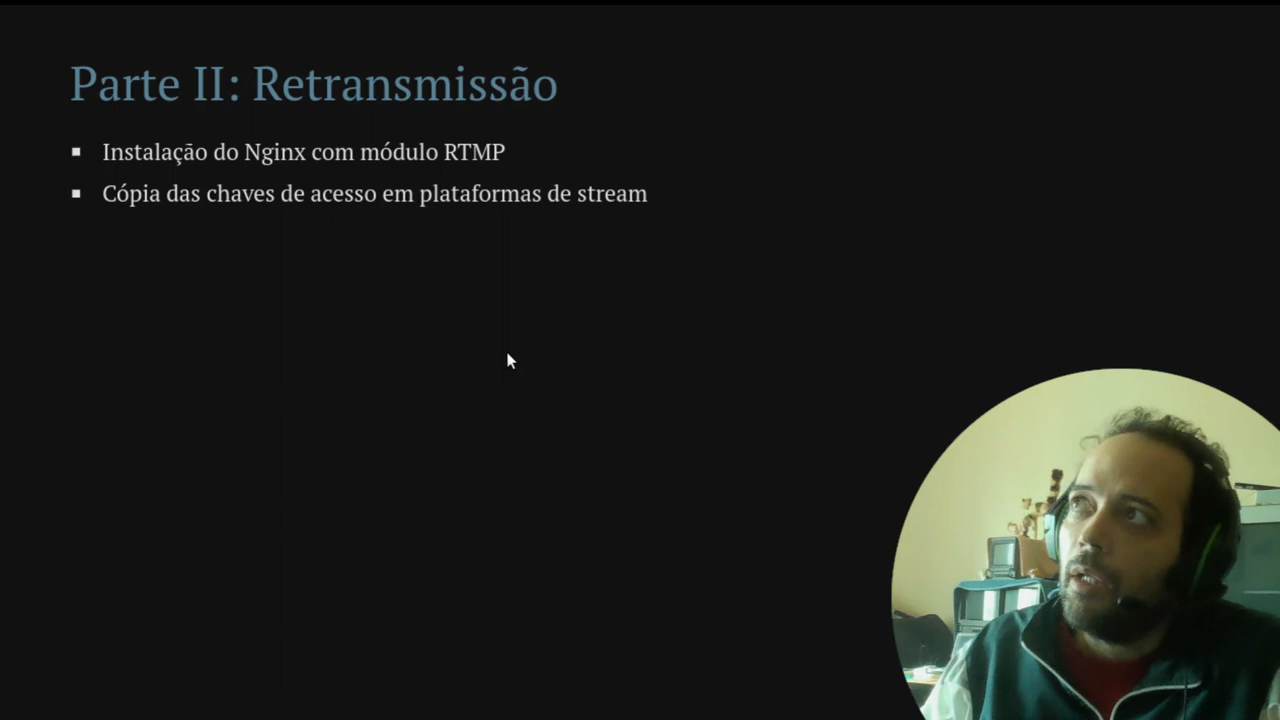 Parte II: Retransmissão
Instalação do Nginx com módulo RTMP
Cópia das chaves de acesso em plataformas de stream